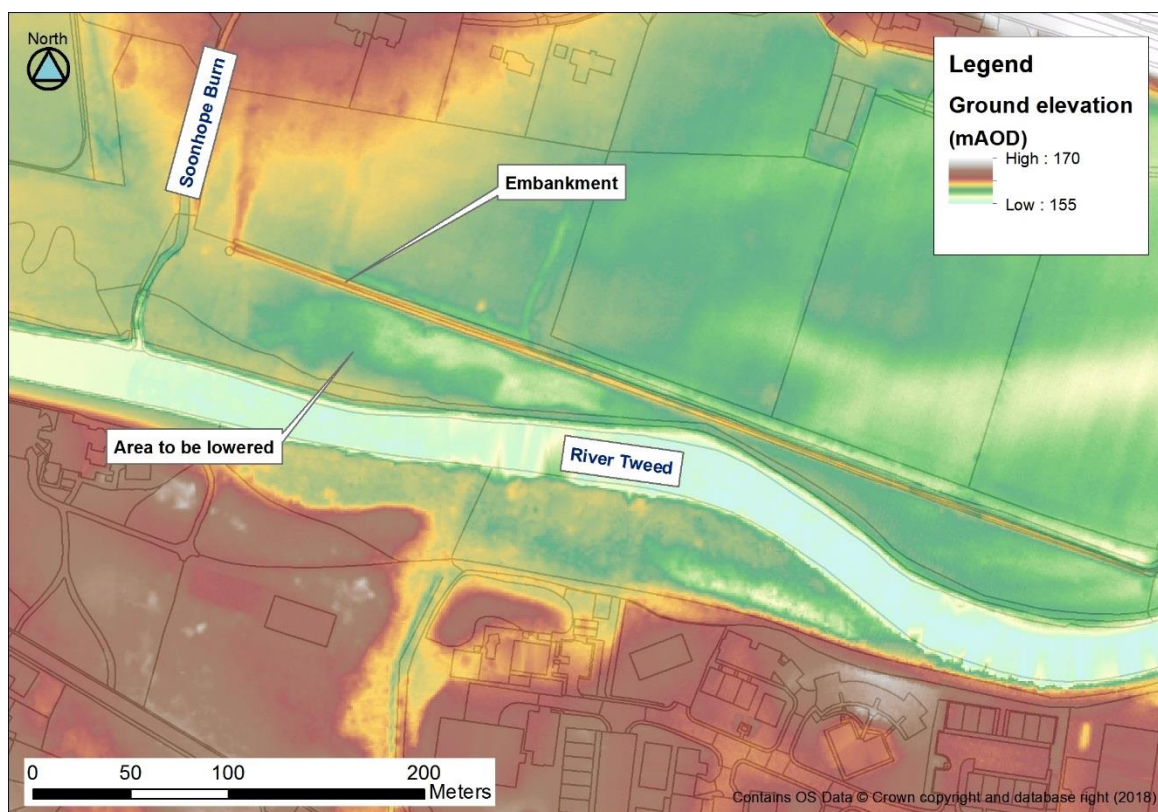 North
Soonhope Burn
Legend
Ground elevation
(mAOD)
High : 170
Low : 155
Embankment
Area to be lowered
River Tweed
0 50 100 200
Meters
Contains OS Data © Crown copyright and database right (2018)